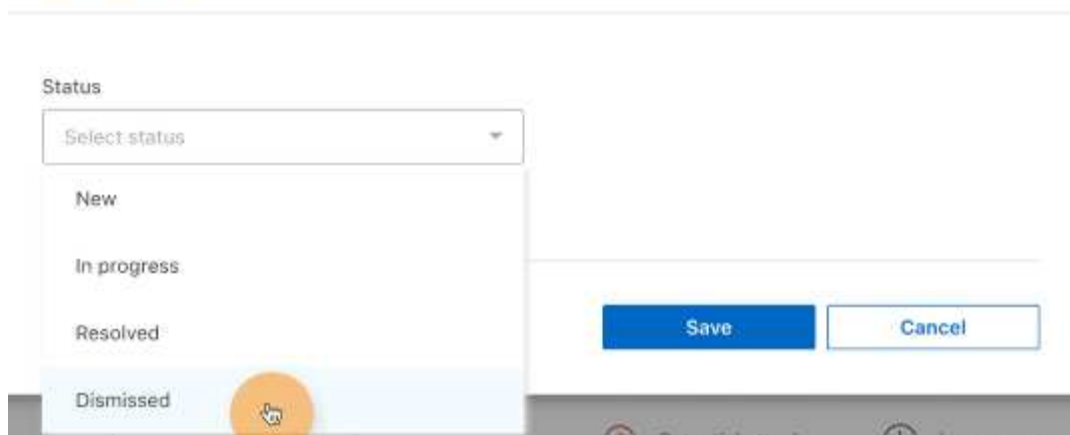 Status
Select status
New
In progress
Resolved
Dismissed
Save
Cancel